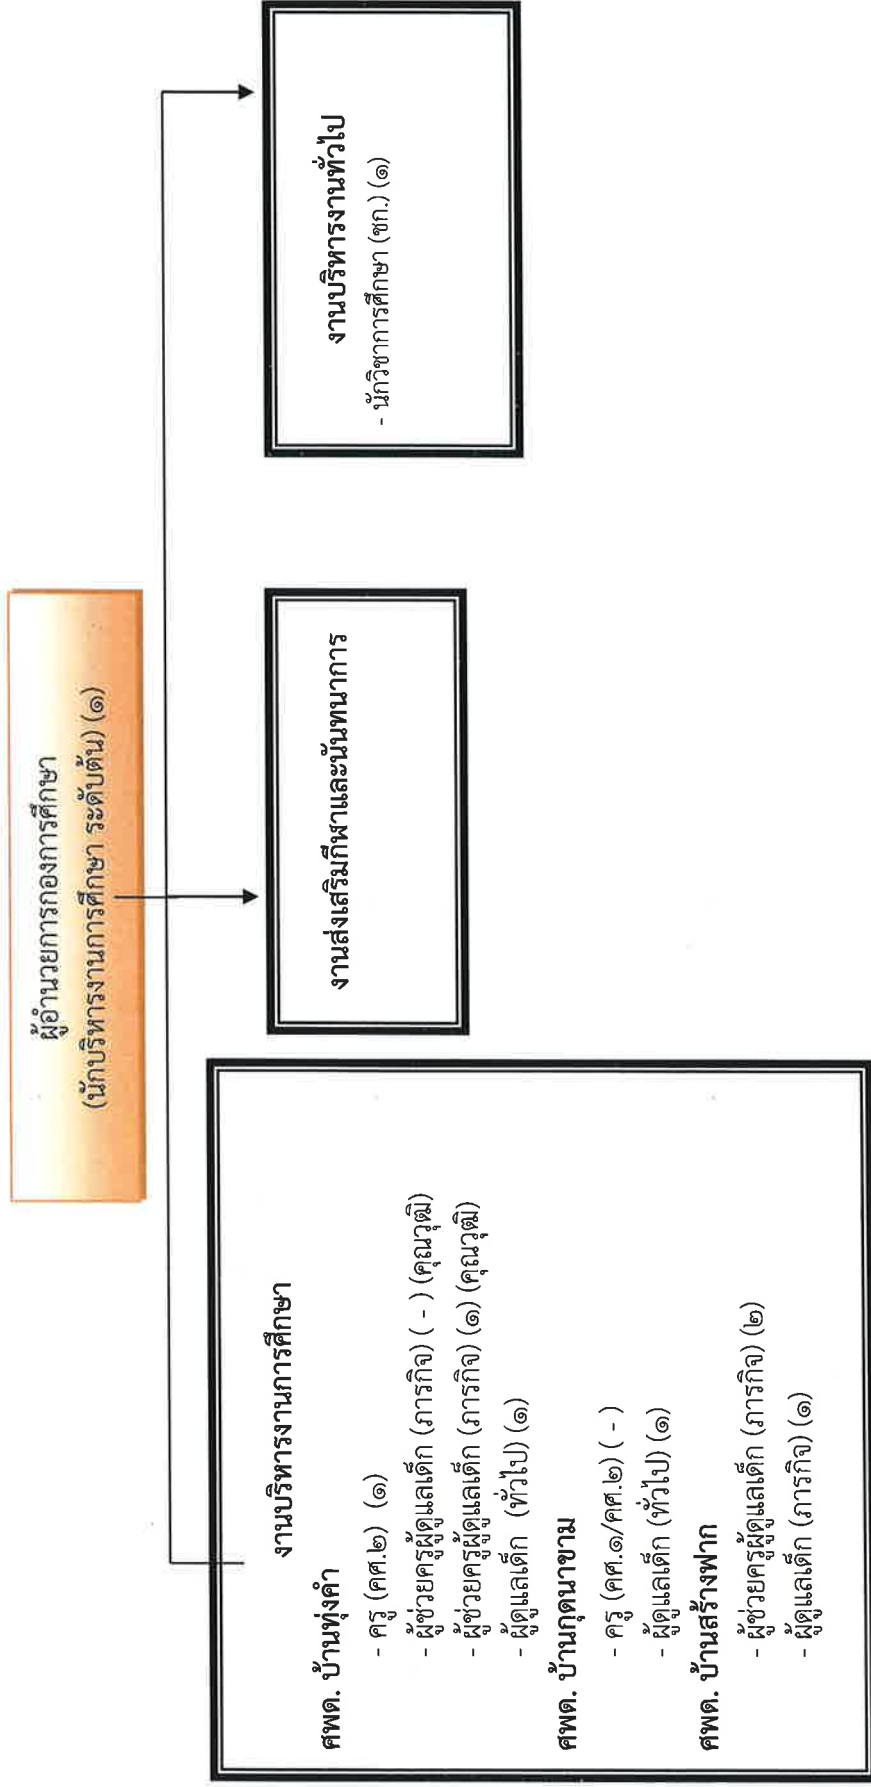 ผู้อำนวยการกองการศึกษา
(นักบริหารงานการศึกษา ระดับต้น) (๑)
งานบริหารงานการศึกษา
ศพด. บ้านทุ่งคำ
- ครู (คศ.๒) (๑)
- ผู้ช่วยครูผู้ดูแลเด็ก (ภารกิจ) ( - ) (คุณวุฒิ)
- ผู้ช่วยครูผู้ดูแลเด็ก (ภารกิจ) (๑) (คุณวุฒิ)
- ผู้ดูแลเด็ก (ทั่วไป) (๑)
ศพด. บ้านกุดนาขาม
- ครู (คศ.๑/คศ.๒) ( - )
- ผู้ดูแลเด็ก (ทั่วไป) (๑)
ศพด. บ้านสร้างฟาก
- ผู้ช่วยครูผู้ดูแลเด็ก (ภารกิจ) (๒)
- ผู้ดูแลเด็ก (ภารกิจ) (๑)
งานส่งเสริมกีฬาและนันทนาการ
งานบริหารงานทั่วไป
- นักวิชาการศึกษา (ชก.) (๑)